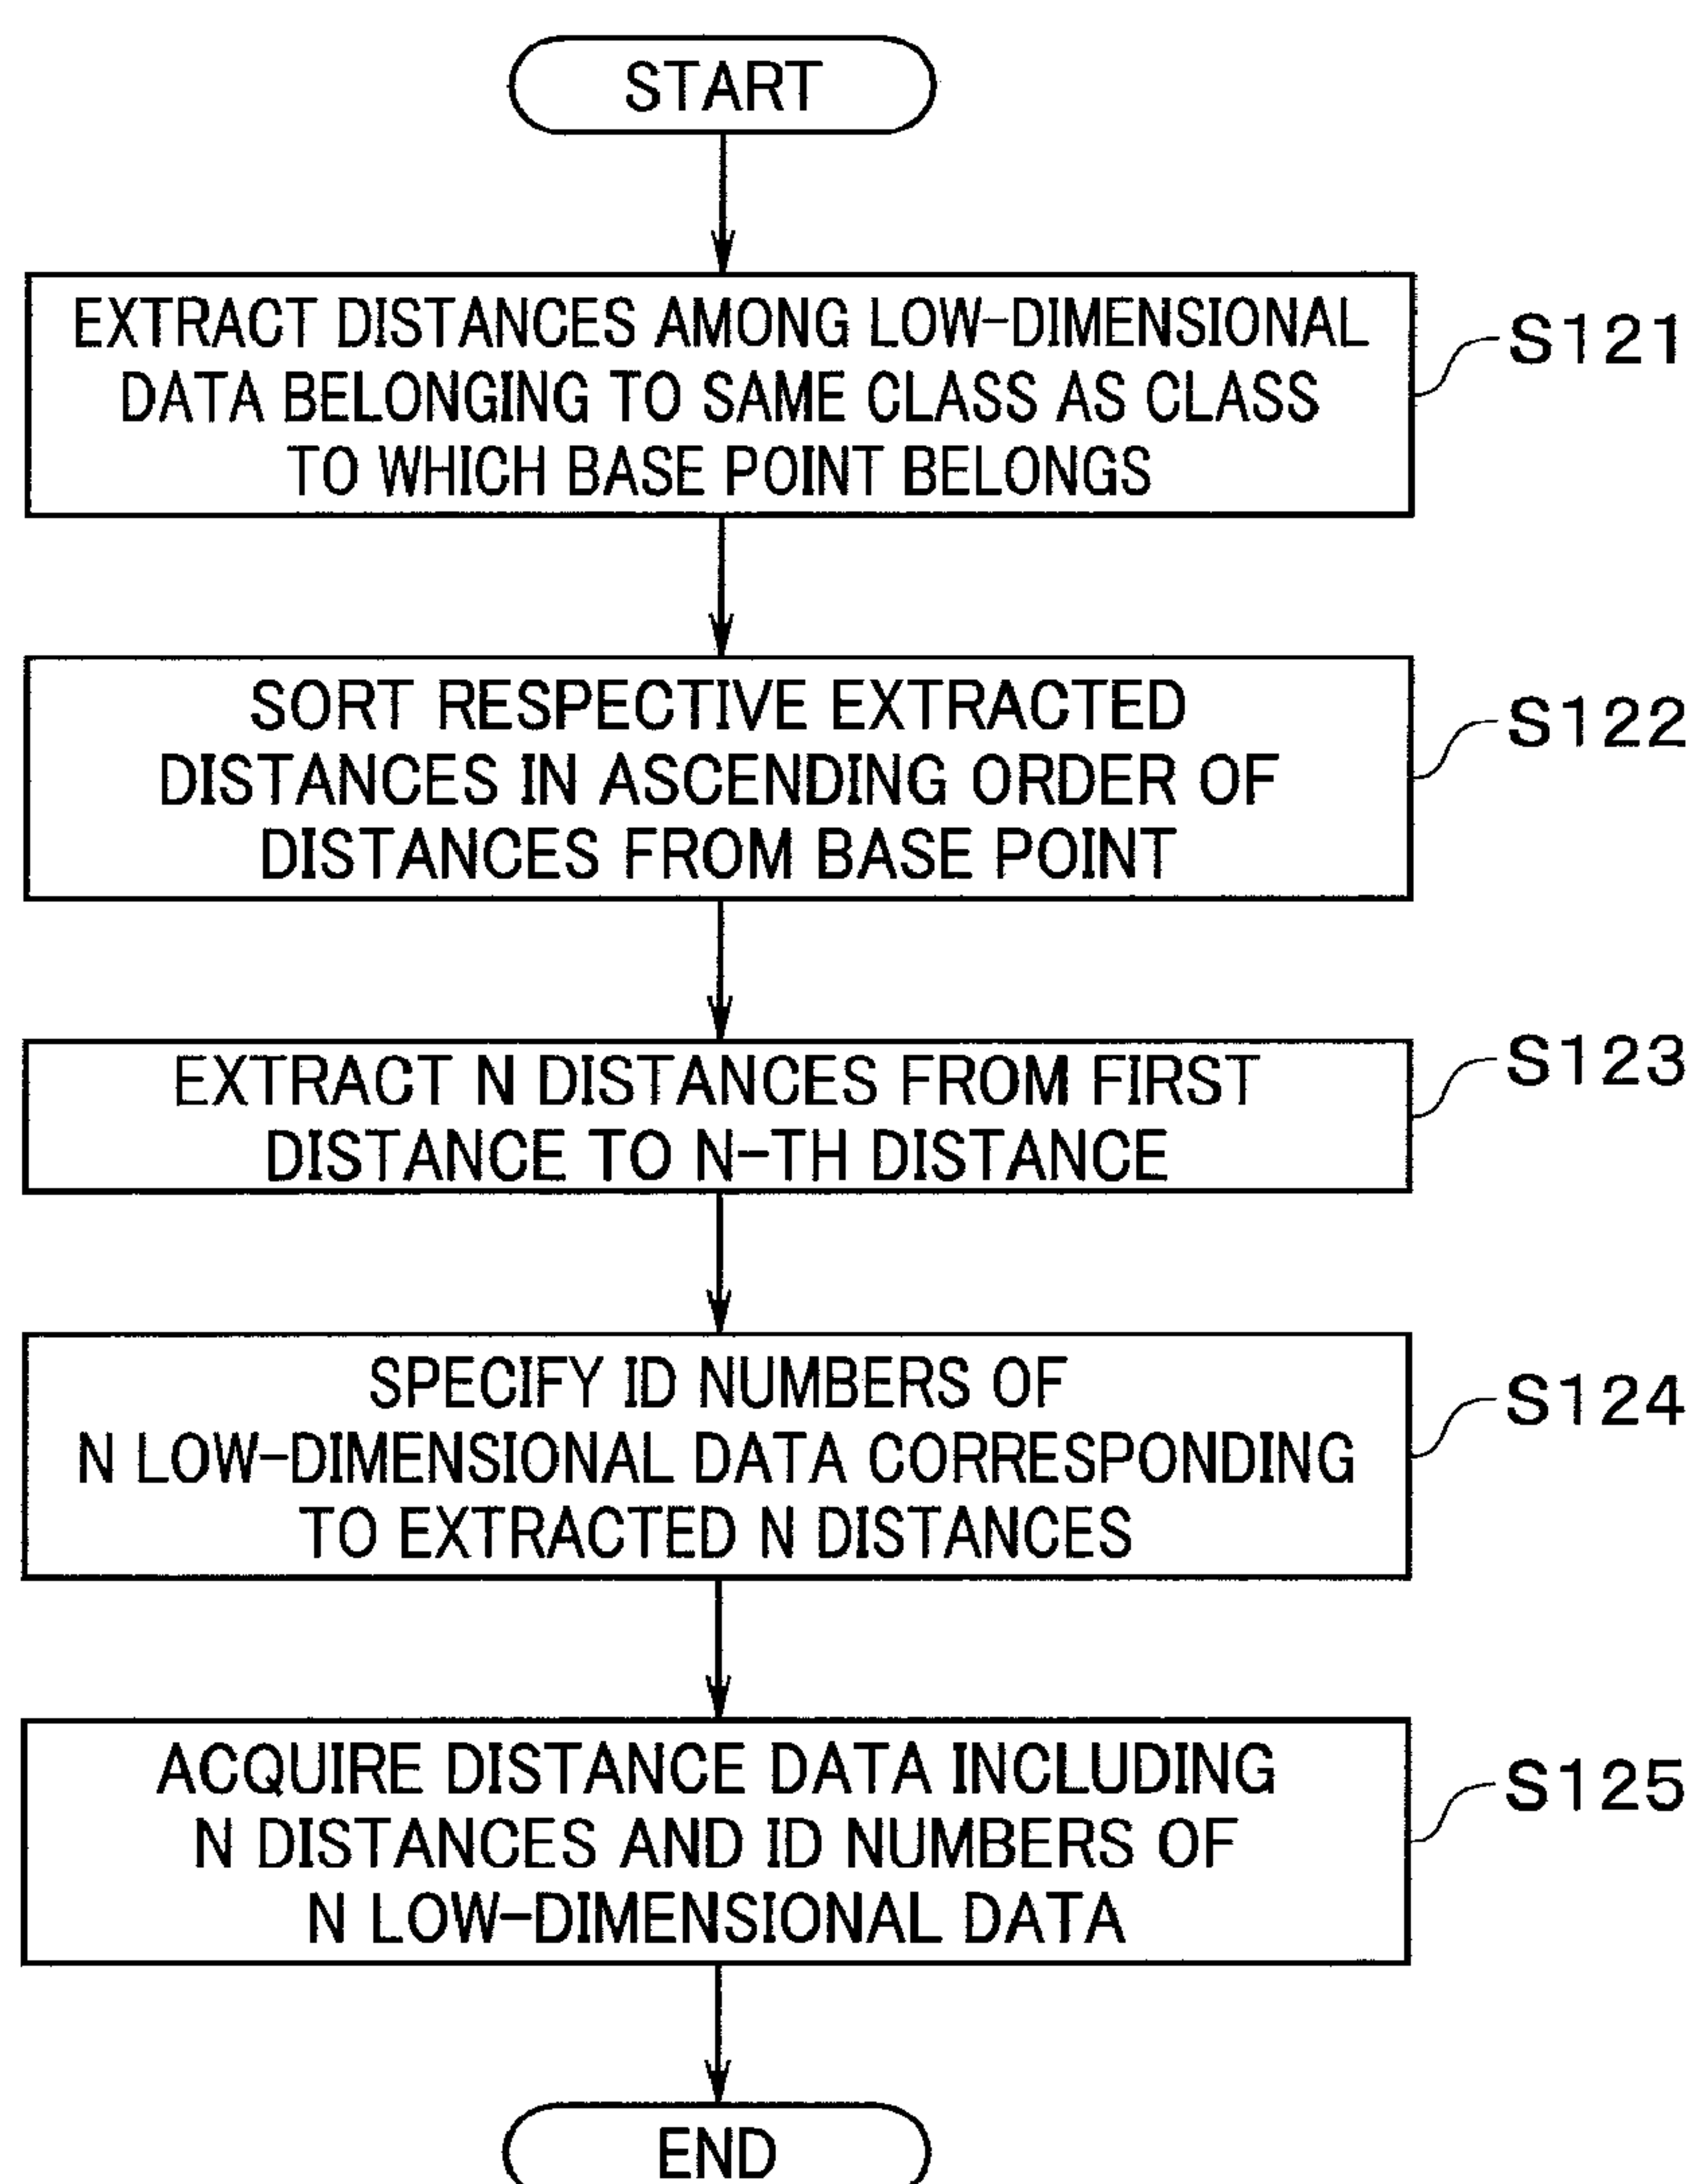 START
EXTRACT DISTANCES AMONG LOW-DIMENSIONAL
DATA BELONGING TO SAME CLASS AS CLASS
TO WHICH BASE POINT BELONGS
S121
SORT RESPECTIVE EXTRACTED
DISTANCES IN ASCENDING ORDER OF
DISTANCES FROM BASE POINT
S122
EXTRACT N DISTANCES FROM FIRST
DISTANCE TO N-TH DISTANCE
S123
SPECIFY ID NUMBERS OF
N LOW-DIMENSIONAL DATA CORRESPONDING
TO EXTRACTED N DISTANCES
S124
ACQUIRE DISTANCE DATA INCLUDING
N DISTANCES AND ID NUMBERS OF
N LOW-DIMENSIONAL DATA
S125
END